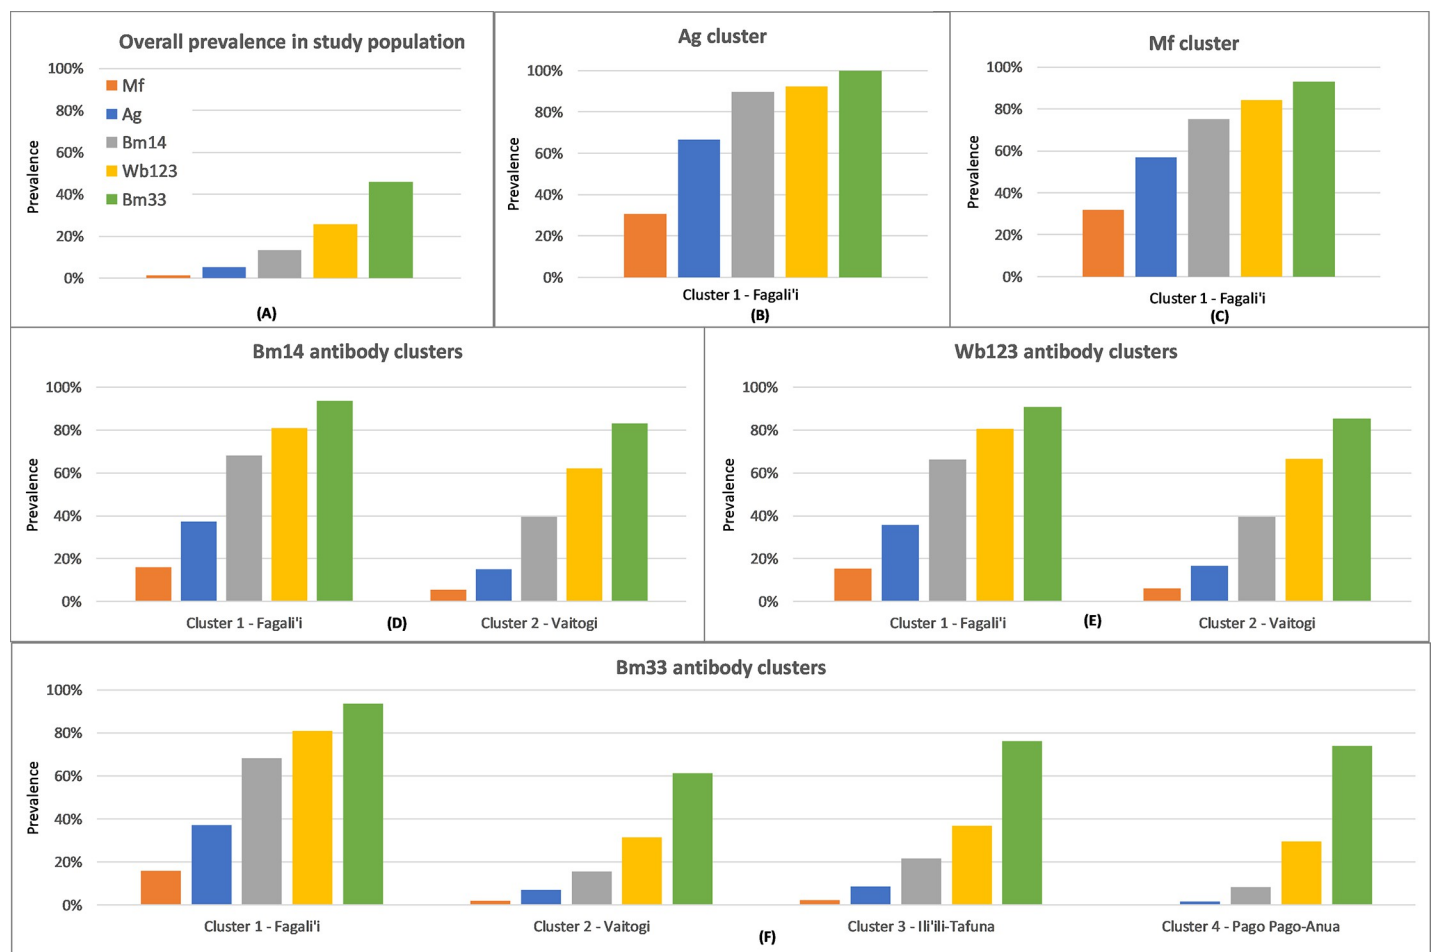 Overall prevalence in study population
100%
80%
60%
40%
20%
0%
Prevalence
Mf
Ag
Bm14
Wb123
Bm33
(A)
Ag cluster
100%
80%
60%
40%
20%
0%
Prevalence
Cluster 1 - Fagali'i
(B)
Mf cluster
100%
80%
60%
40%
20%
0%
Prevalence
Cluster 1 - Fagali'i
(C)
Bm14 antibody clusters
100%
80%
60%
40%
20%
0%
Prevalence
Cluster 1 - Fagali'i
(D)
Cluster 2 - Vaitogi
Wb123 antibody clusters
100%
80%
60%
40%
20%
0%
Prevalence
Cluster 1 - Fagali'i
(E)
Cluster 2 - Vaitogi
Bm33 antibody clusters
100%
80%
60%
40%
20%
0%
Prevalence
Cluster 1 - Fagali'i
Cluster 2 - Vaitogi
Cluster 3 - Ili'ili-Tafuna
Cluster 4 - Pago Pago-Anua
(F)